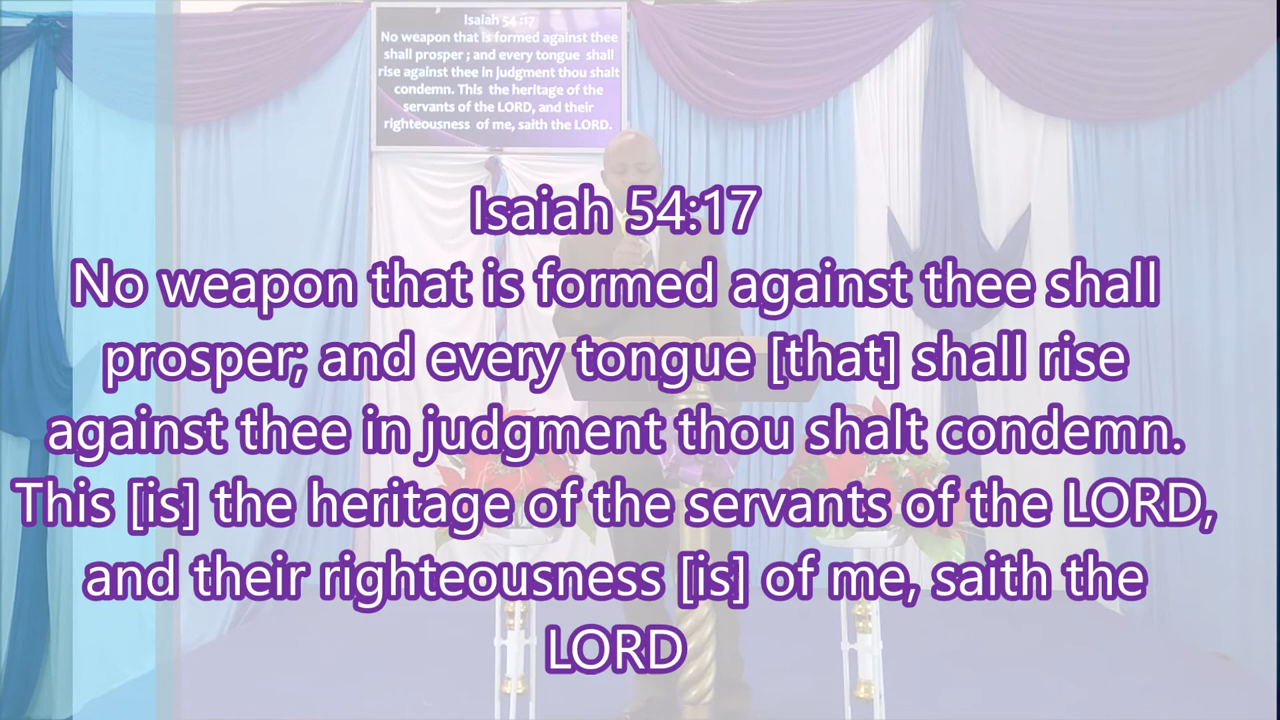 Isaiah 54 :17
No weapon that is formed against thee
shall prosper ; and every tongue shall
rise against thee in judgment thou shalt
condemn. This the heritage of the
servants of the LORD, and their
righteousness of me, saith the LORD.
Isaiah 54:17
No weapon that is formed against thee shall
prosper; and every tongue [that] shall rise
against thee in judgment thou shalt condemn.
This [is] the heritage of the servants of the LORD,
and their righteousness [is] of me, saith the
LORD